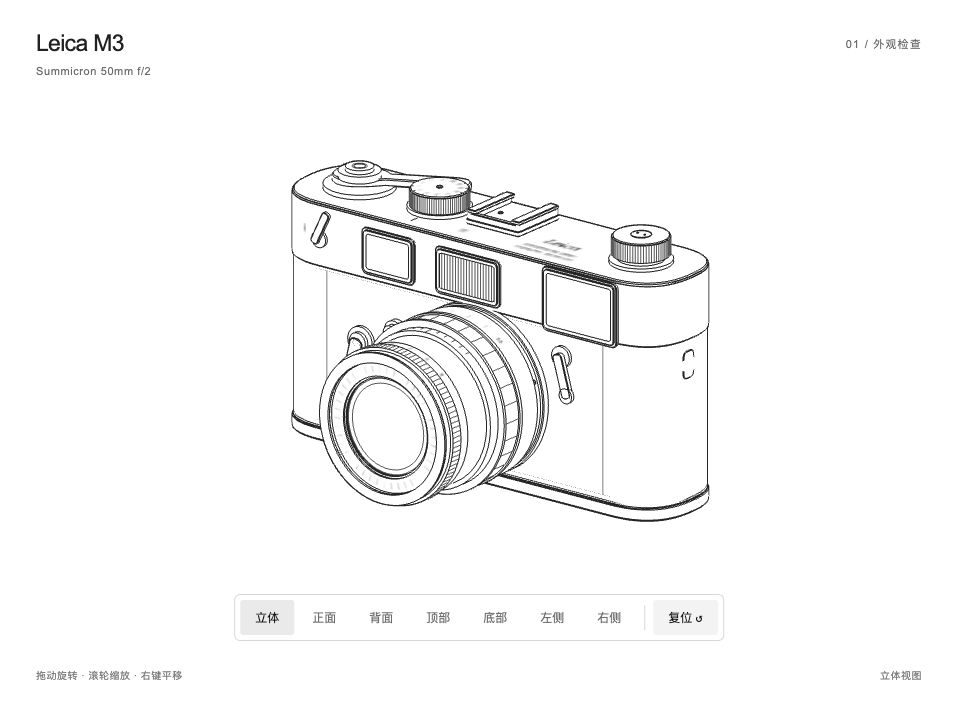 Leica M3
01 / 外观检查
Summicron 50mm f/2
Leica
立体 正面 背面 顶部 底部 左侧 右侧 复位 ↺
拖动旋转 · 滚轮缩放 · 右键平移
立体视图